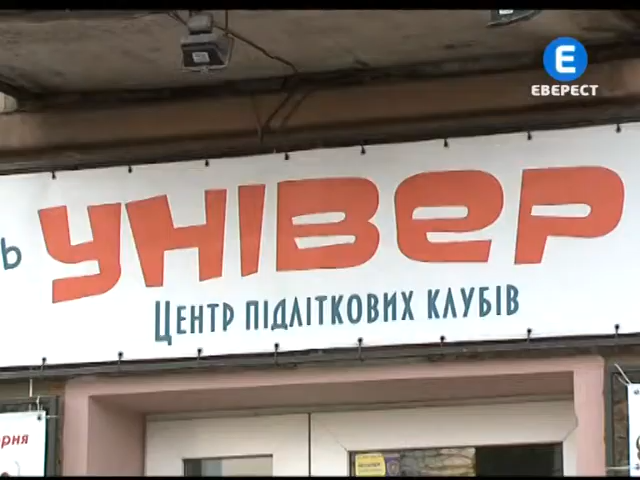 Е
ЕВЕРЕСТ
ь
УНІВЕР
ЦЕНТР ПІДЛІТКОВИХ КЛУБІВ